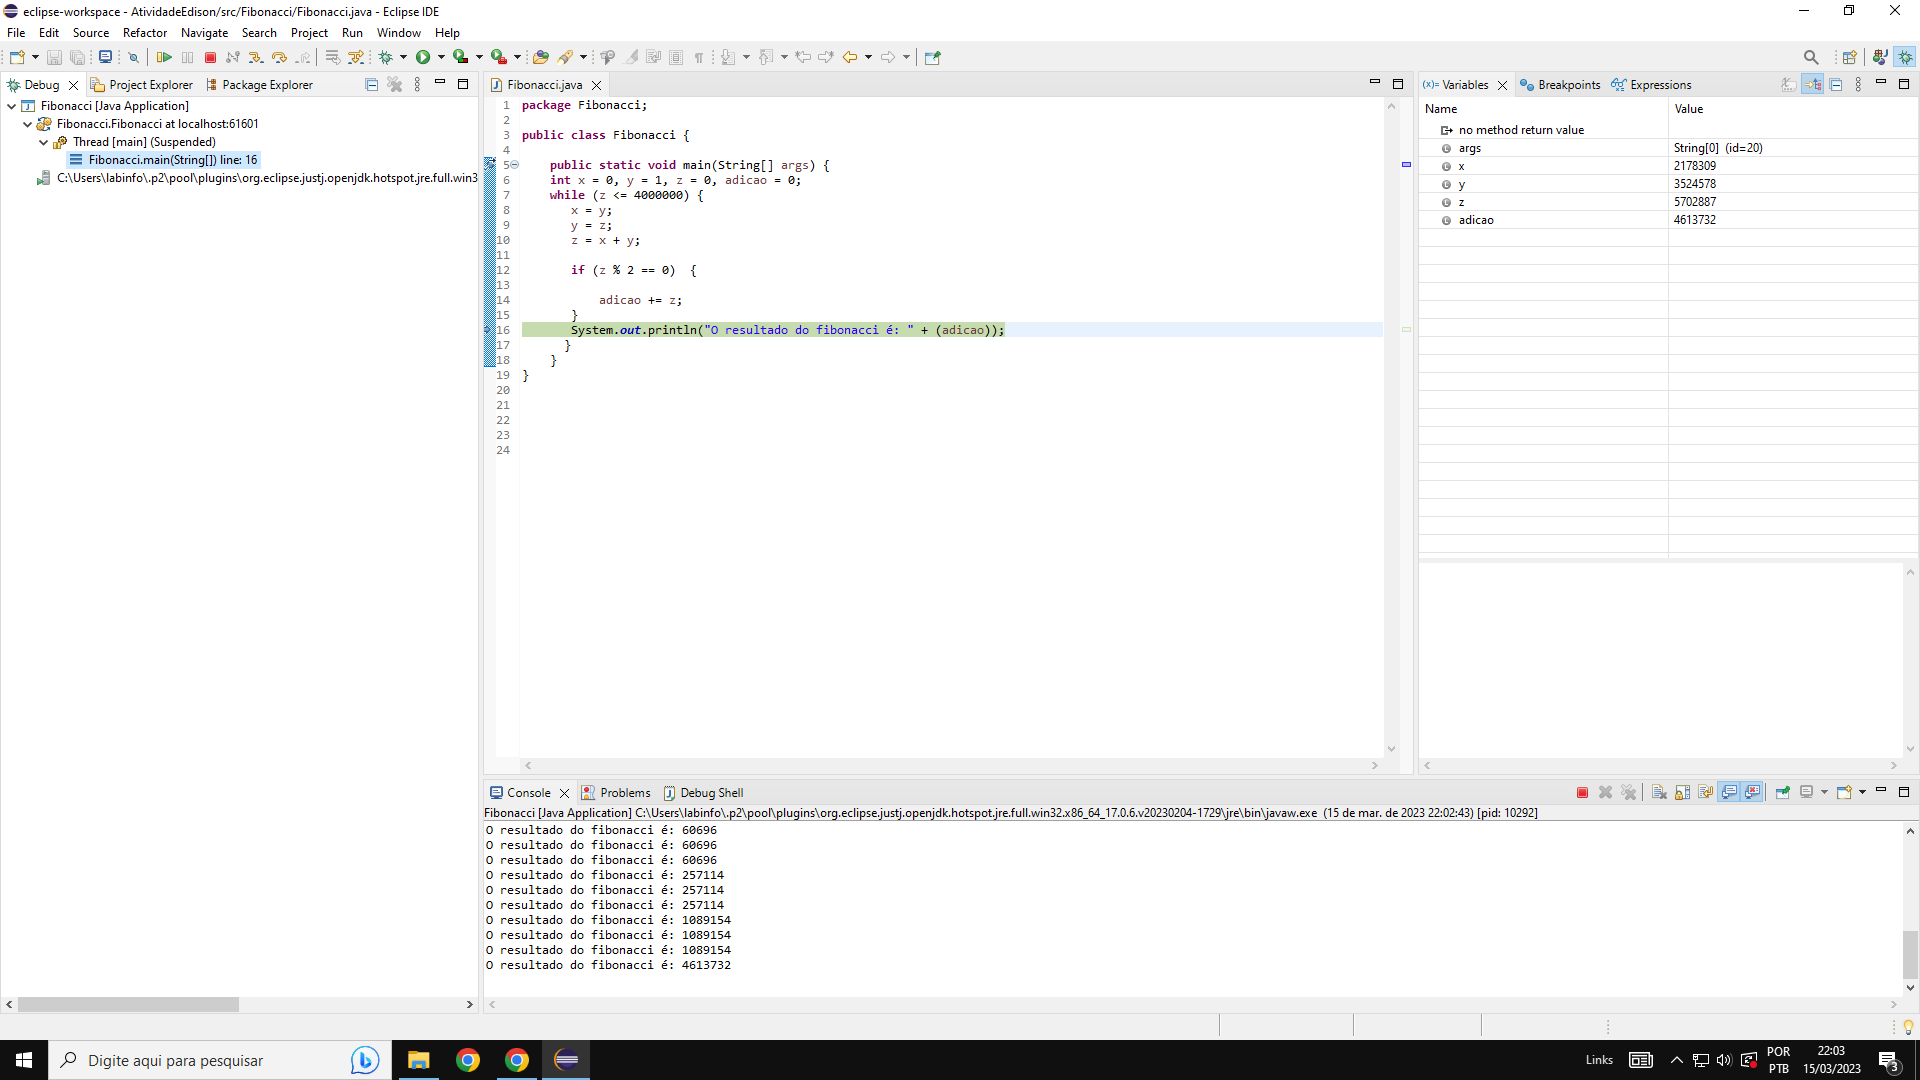 eclipse-workspace - AtividadeEdison/src/Fibonacci/Fibonacci.java - Eclipse IDE
File Edit Source Refactor Navigate Search Project Run Window Help
Debug Project Explorer Package Explorer
Fibonacci [Java Application]
Fibonacci.Fibonacci at localhost:61601
Thread [main] (Suspended)
Fibonacci.main(String[]) line: 16
C:\Users\labinfo\.p2\pool\plugins\org.eclipse.justj.openjdk.hotspot.jre.full.win3
Fibonacci.java
1 package Fibonacci;
2
3 public class Fibonacci {
4
5 public static void main(String[] args) {
6 int x = 0, y = 1, z = 0, adicao = 0;
7 while (z <= 4000000) {
8 x = y;
9 y = z;
10 z = x + y;
11
12 if (z % 2 == 0)  {
13
14 adicao += z;
15 }
16 System.out.println("O resultado do fibonacci é: " + (adicao));
17 }
18 }
19 }
20
21
22
23
24
(x)= Variables Breakpoints Expressions
Name Value
no method return value
args String[0] (id=20)
x 2178309
y 3524578
z 5702887
adicao 4613732
Console Problems Debug Shell
Fibonacci [Java Application] C:\Users\labinfo\.p2\pool\plugins\org.eclipse.justj.openjdk.hotspot.jre.full.win32.x86_64_17.0.6.v20230204-1729\jre\bin\javaw.exe (15 de mar. de 2023 22:02:43) [pid: 10292]
O resultado do fibonacci é: 60696
O resultado do fibonacci é: 60696
O resultado do fibonacci é: 60696
O resultado do fibonacci é: 257114
O resultado do fibonacci é: 257114
O resultado do fibonacci é: 257114
O resultado do fibonacci é: 1089154
O resultado do fibonacci é: 1089154
O resultado do fibonacci é: 1089154
O resultado do fibonacci é: 4613732
Digite aqui para pesquisar
Links
POR
PTB
22:03
15/03/2023
3